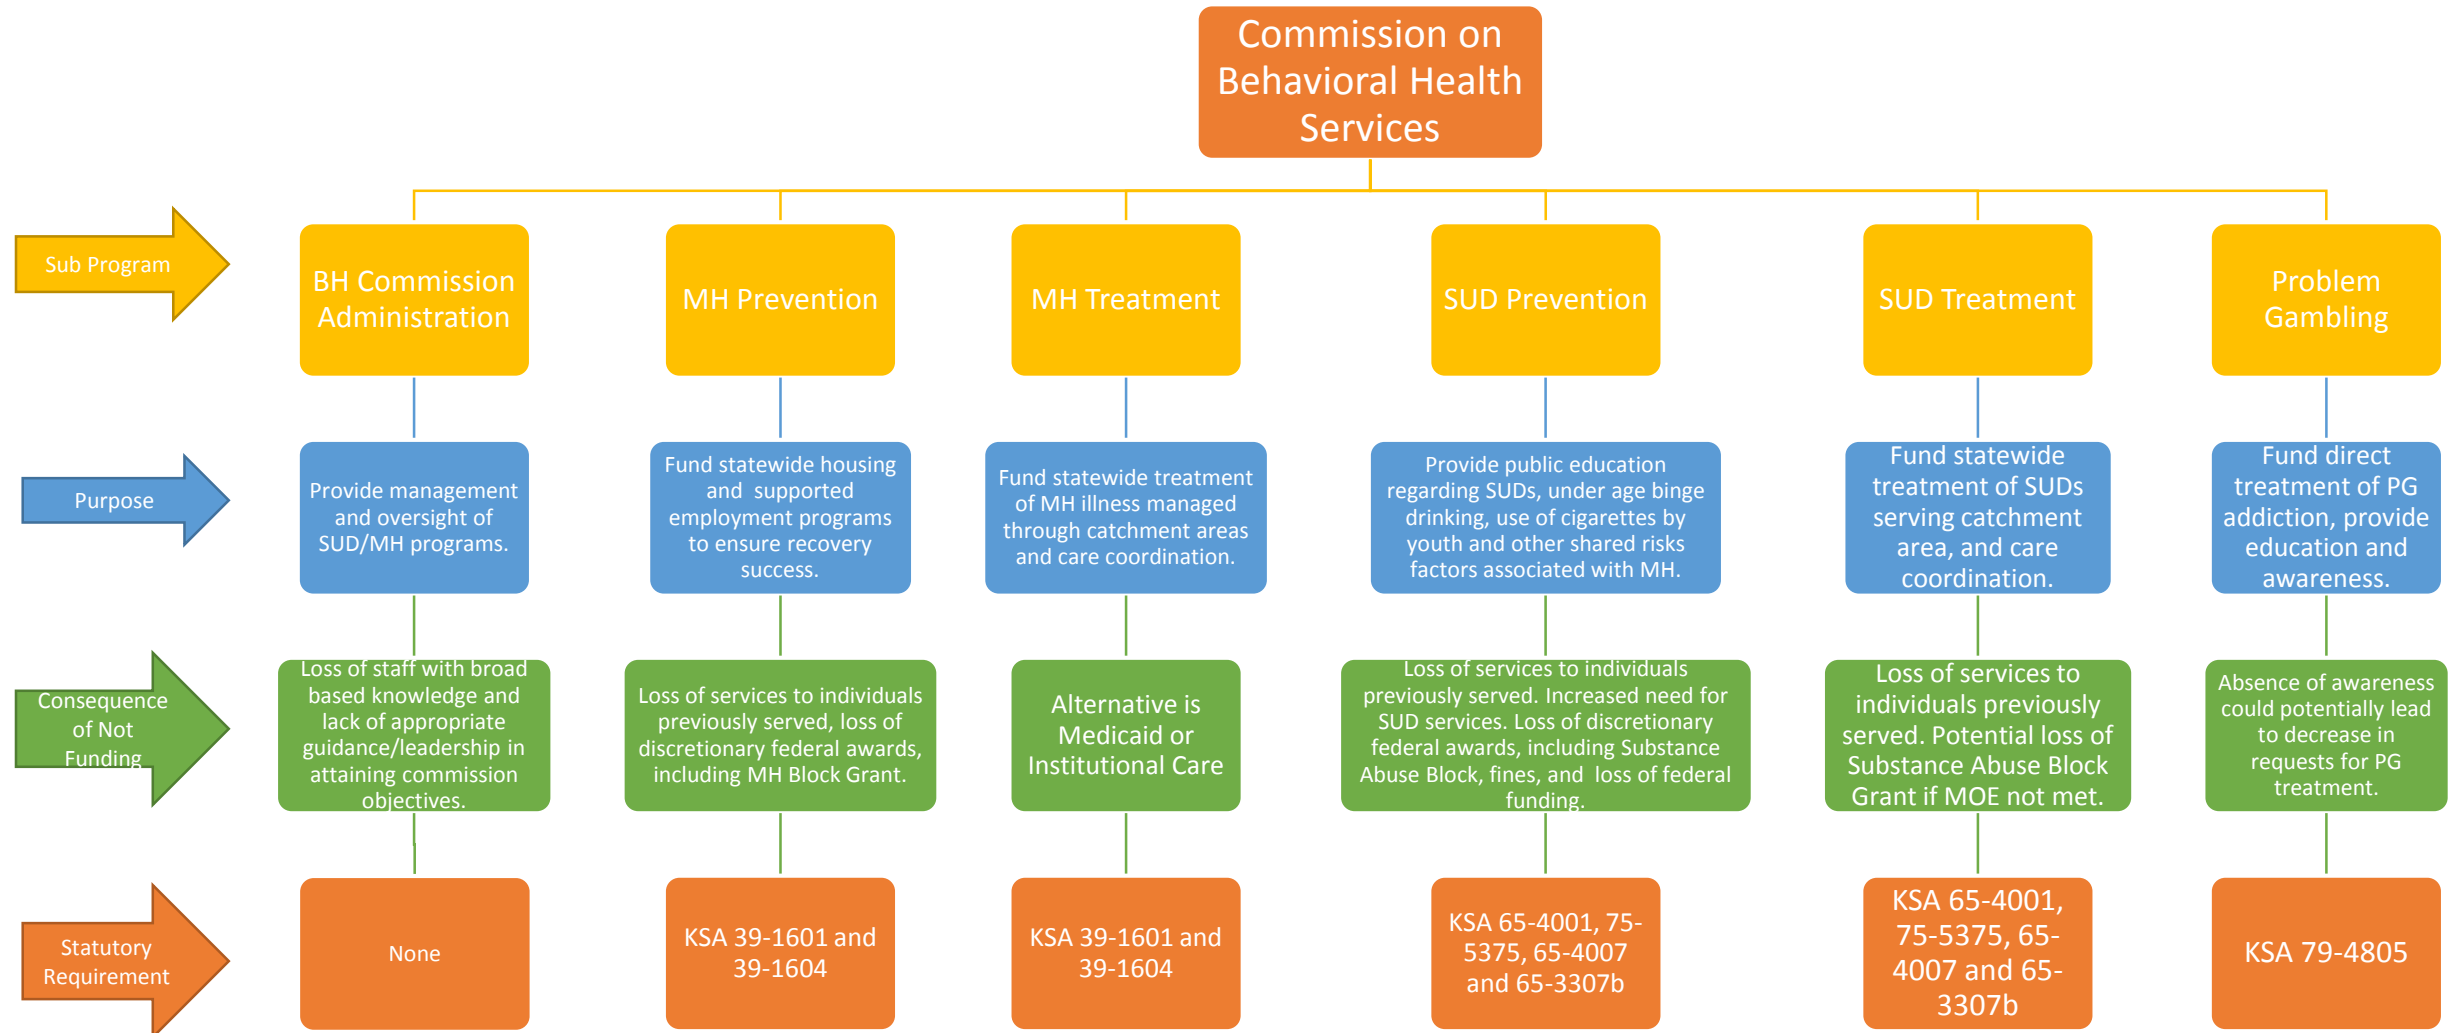 Commission on
Behavioral Health
Services
Sub Program
BH Commission
Administration
MH Prevention
MH Treatment
SUD Prevention
SUD Treatment
Problem
Gambling
Purpose
Provide management
and oversight of
SUD/MH programs.
Fund statewide housing
and supported
employment programs
to ensure recovery
success.
Fund statewide treatment
of MH illness managed
through catchment areas
and care coordination.
Provide public education
regarding SUDs, under age binge
drinking, use of cigarettes by
youth and other shared risks
factors associated with MH.
Fund statewide
treatment of SUDs
serving catchment
area, and care
coordination.
Fund direct
treatment of PG
addiction, provide
education and
awareness.
Consequence
of Not
Funding
Loss of staff with broad
based knowledge and
lack of appropriate
guidance/leadership in
attaining commission
objectives.
Loss of services to individuals
previously served, loss of
discretionary federal awards,
including MH Block Grant.
Alternative is
Medicaid or
Institutional Care
Loss of services to individuals
previously served. Increased need for
SUD services. Loss of discretionary
federal awards, including Substance
Abuse Block, fines, and loss of federal
funding.
Loss of services to
individuals previously
served. Potential loss of
Substance Abuse Block
Grant if MOE not met.
Absence of awareness
could potentially lead
to decrease in
requests for PG
treatment.
Statutory
Requirement
None
KSA 39-1601 and
39-1604
KSA 39-1601 and
39-1604
KSA 65-4001, 75-
5375, 65-4007
and 65-3307b
KSA 65-4001,
75-5375, 65-
4007 and 65-
3307b
KSA 79-4805